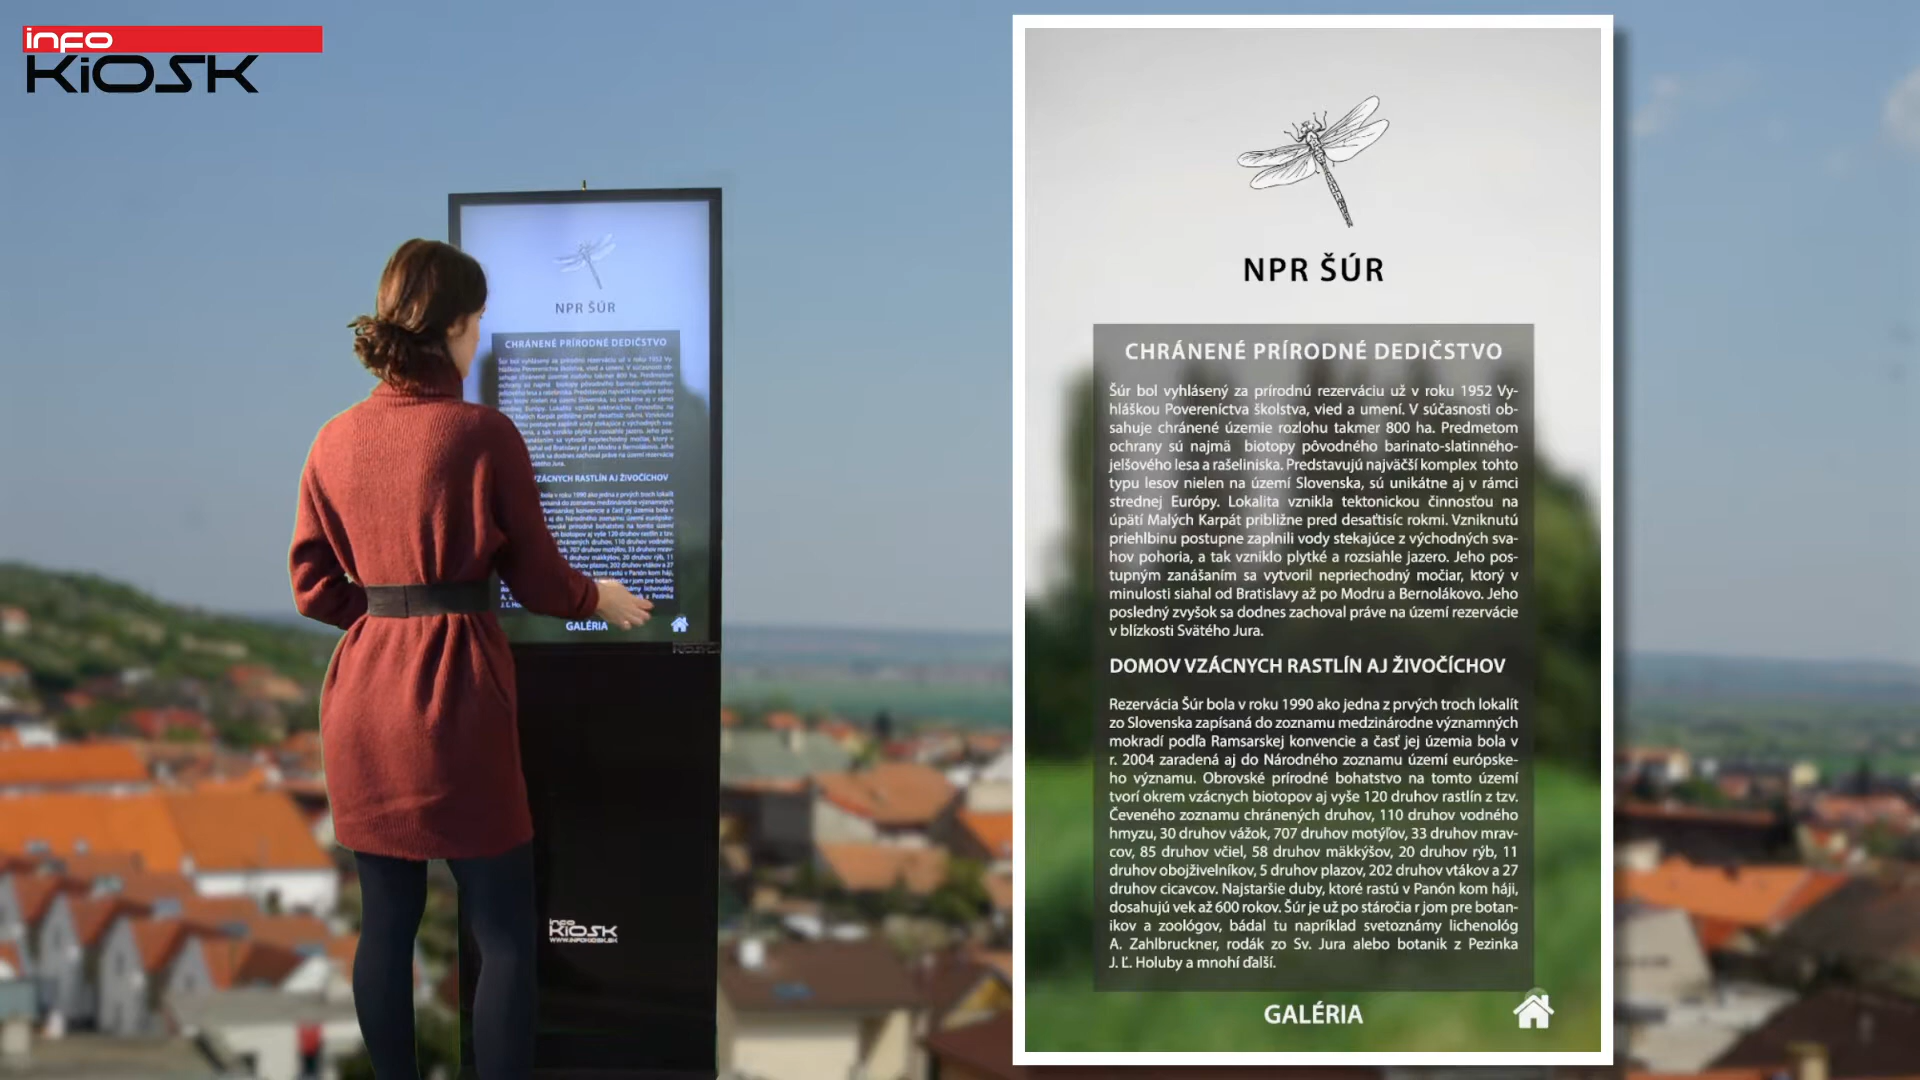 info
KiOSK
NPR ŠÚR
CHRÁNENÉ PRÍRODNÉ DEDIČSTVO
GALÉRIA
info
KiOSK
WWW.INFOKIOSK.SK
NPR ŠÚR
CHRÁNENÉ PRÍRODNÉ DEDIČSTVO
Šúr bol vyhlásený za prírodnú rezerváciu už v roku 1952 Vy-
hláškou Povereníctva školstva, vied a umení. V súčasnosti ob-
sahuje chránené územie rozlohu takmer 800 ha. Predmetom
ochrany sú najmä biotopy pôvodného barinato-slatinného-
jelšového lesa a rašeliniska. Predstavujú najväčší komplex tohto
typu lesov nielen na území Slovenska, sú unikátne aj v rámci
strednej Európy. Lokalita vznikla tektonickou činnosťou na
úpätí Malých Karpát približne pred desaťtisíc rokmi. Vzniknutú
priehlbinu postupne zaplnili vody stekajúce z východných sva-
hov pohoria, a tak vzniklo plytké a rozsiahle jazero. Jeho pos-
tupným zanášaním sa vytvoril nepriechodný močiar, ktorý v
minulosti siahal od Bratislavy až po Modru a Bernolákovo. Jeho
posledný zvyšok sa dodnes zachoval práve na území rezervácie
v blízkosti Svätého Jura.
DOMOV VZÁCNYCH RASTLÍN AJ ŽIVOČÍCHOV
Rezervácia Šúr bola v roku 1990 ako jedna z prvých troch lokalít
zo Slovenska zapísaná do zoznamu medzinárodne významných
mokradí podľa Ramsarskej konvencie a časť jej územia bola v
r. 2004 zaradená aj do Národného zoznamu území európske-
ho významu. Obrovské prírodné bohatstvo na tomto území
tvorí okrem vzácnych biotopov aj vyše 120 druhov rastlín z tzv.
Čeveného zoznamu chránených druhov, 110 druhov vodného
hmyzu, 30 druhov vážok, 707 druhov motýľov, 33 druhov mrav-
cov, 85 druhov včiel, 58 druhov mäkkýšov, 20 druhov rýb, 11
druhov obojživelníkov, 5 druhov plazov, 202 druhov vtákov a 27
druhov cicavcov. Najstaršie duby, ktoré rastú v Panón kom háji,
dosahujú vek až 600 rokov. Šúr je už po stáročia r jom pre botan-
ikov a zoológov, bádal tu napríklad svetoznámy lichenológ
A. Zahlbruckner, rodák zo Sv. Jura alebo botanik z Pezinka
J. Ľ. Holuby a mnohí ďalší.
GALÉRIA